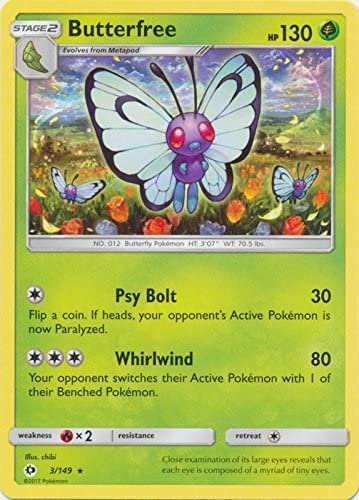 STAGE2 Butterfree HP 130
Evolves from Metapod
NO. 012 Butterfly Pokémon HT: 3'07" WT: 70.5 lbs.
Psy Bolt 30
Flip a coin. If heads, your opponent's Active Pokémon is
now Paralyzed.
Whirlwind 80
Your opponent switches their Active Pokémon with 1 of
their Benched Pokémon.
weakness ×2 resistance retreat
Illus. chibi
3/149 ★
©2017 Pokémon
Close examination of its large eyes reveals that
each eye is composed of a myriad of tiny eyes.